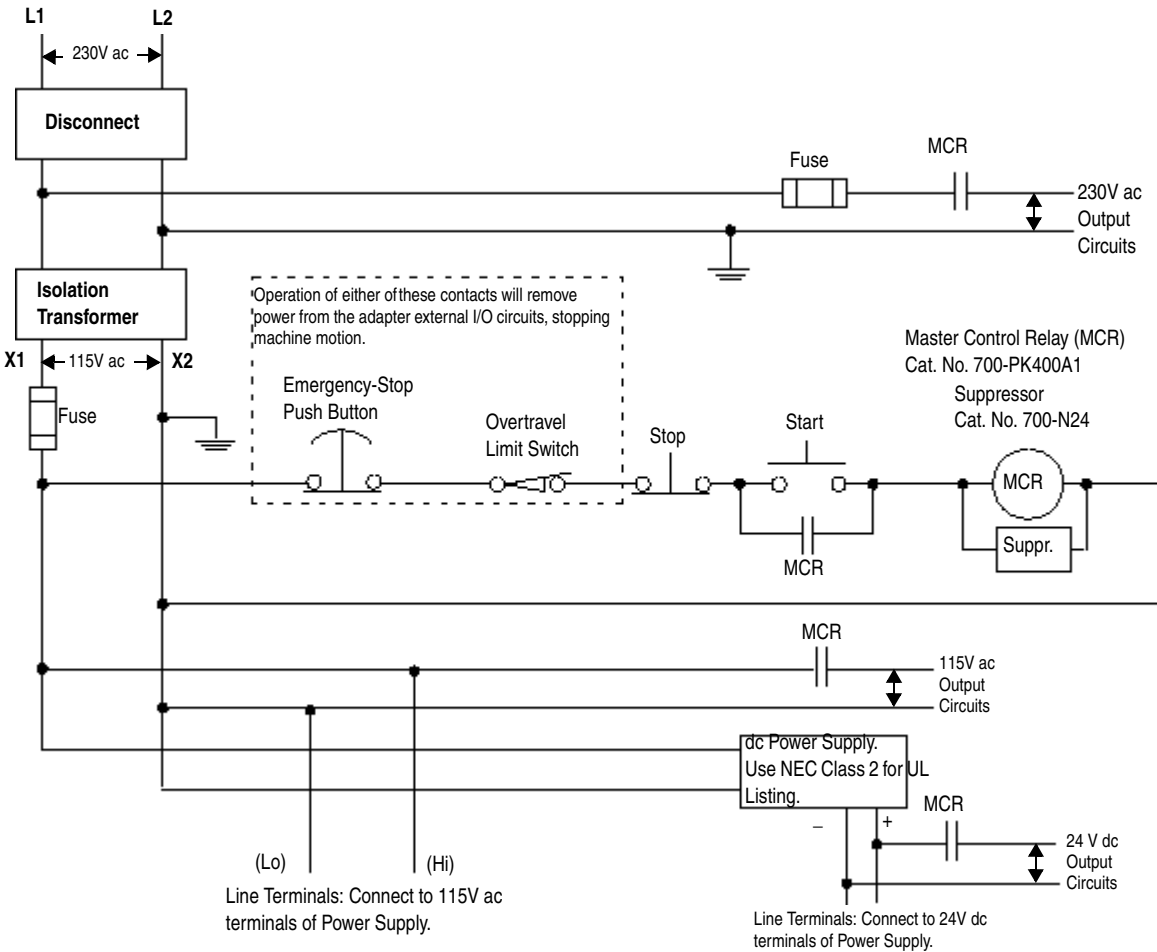 L1
L2
230V ac
Disconnect
Fuse
MCR
230V ac
Output
Circuits
Isolation
Transformer
Operation of either of these contacts will remove
power from the adapter external I/O circuits, stopping
machine motion.
X1
115V ac
X2
Fuse
Emergency-Stop
Push Button
Overtravel
Limit Switch
Stop
Start
Master Control Relay (MCR)
Cat. No. 700-PK400A1
Suppressor
Cat. No. 700-N24
MCR
Suppr.
MCR
MCR
115V ac
Output
Circuits
dc Power Supply.
Use NEC Class 2 for UL
Listing.
–
+
MCR
24 V dc
Output
Circuits
(Lo)
(Hi)
Line Terminals: Connect to 115V ac
terminals of Power Supply.
Line Terminals: Connect to 24V dc
terminals of Power Supply.